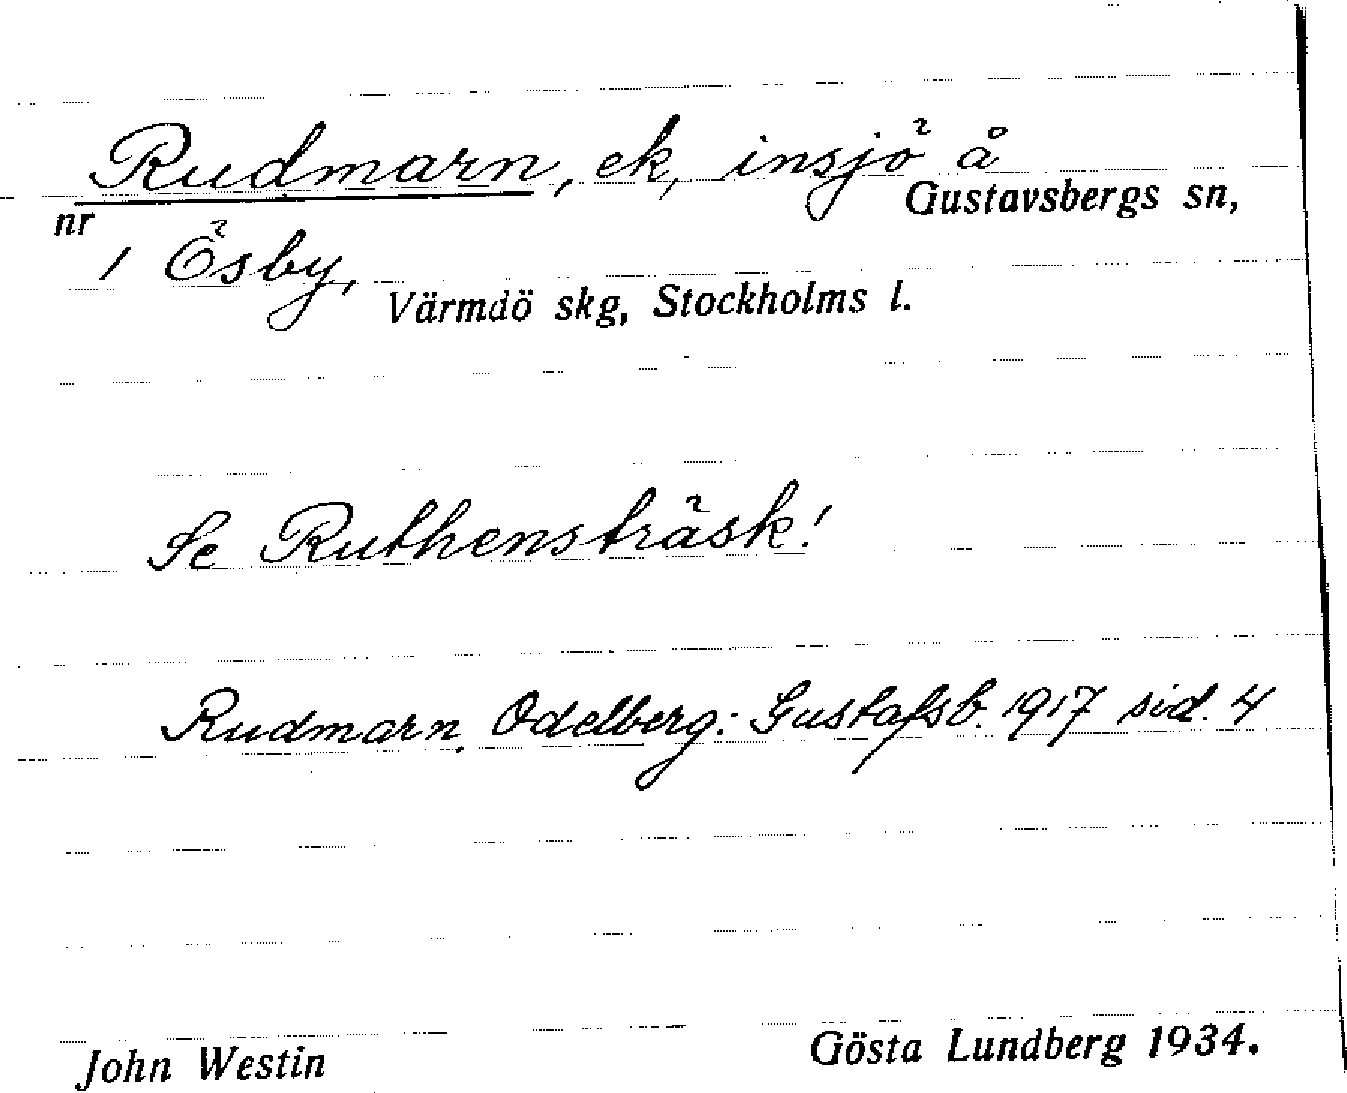 Rudmarn, ek, insjö å
Gustavsbergs sn,
nr 1 Ösby,
Värmdö skg, Stockholms l.
Se Ruthensträsk!
Rudmarn. Odelberg: Gustafsb. 1917 sid. 4
John Westin Gösta Lundberg 1934.